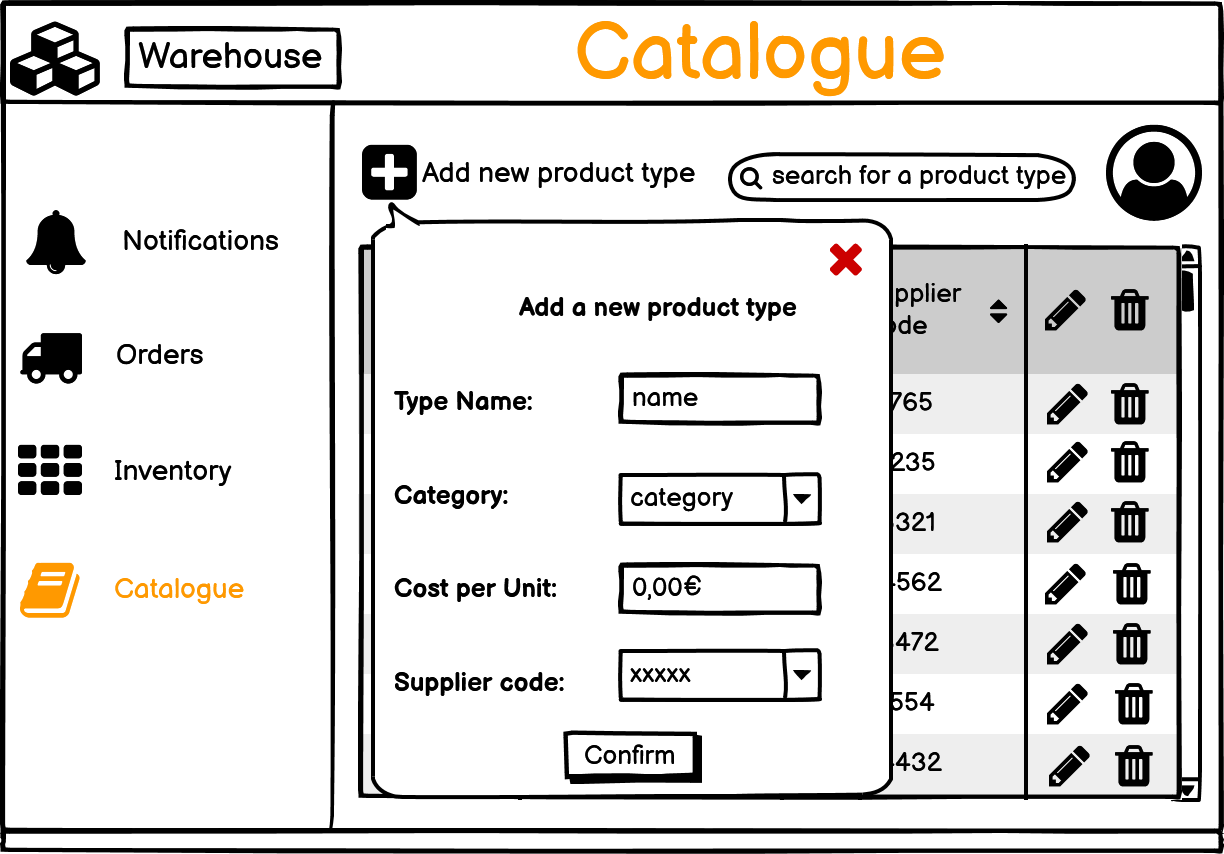 Warehouse
Catalogue
Add new product type
search for a product type
Notifications
Orders
Inventory
Catalogue
Add a new product type
Type Name:
name
Category:
category
Cost per Unit:
0,00€
Supplier code:
xxxxx
Confirm
pplier
de
765
235
321
562
472
554
432